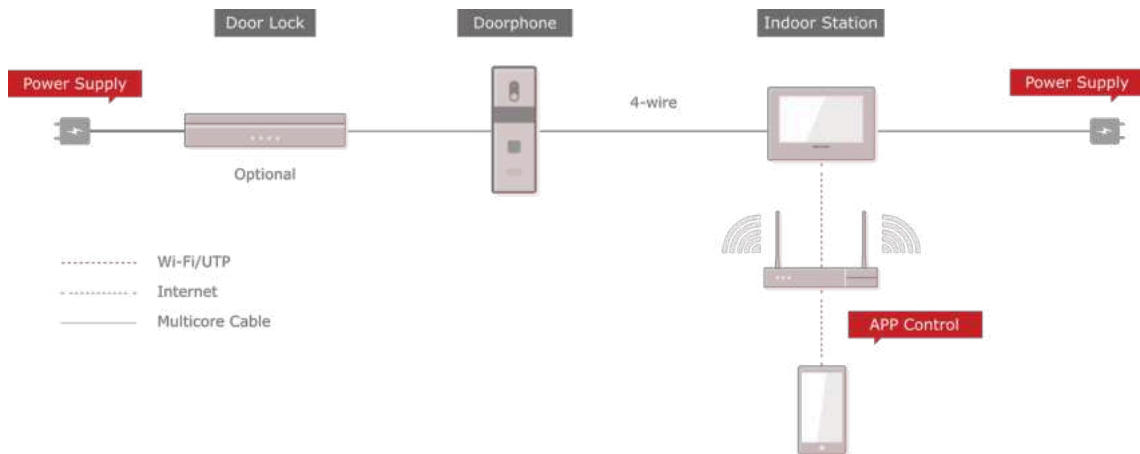 Door Lock
Doorphone
Indoor Station
Power Supply
4-wire
Power Supply
Optional
Wi-Fi/UTP
Internet
Multicore Cable
APP Control